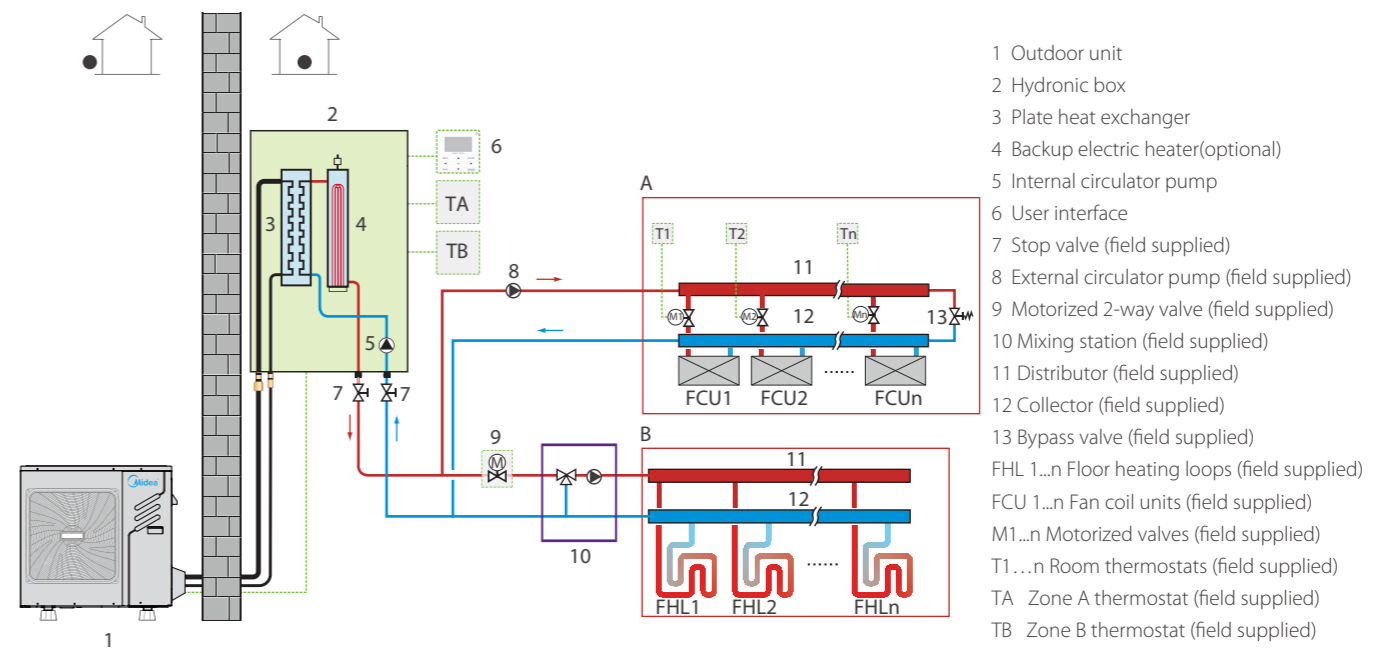 2
6
TA
TB
3
4
5
7
7
1
Midea
8
A
T1
T2
Tn
11
M1
M2
Mn
12
13
FCU1
FCU2
......
FCUn
9
M
10
B
11
12
......
FHL1
FHL2
FHLn
1 Outdoor unit
2 Hydronic box
3 Plate heat exchanger
4 Backup electric heater(optional)
5 Internal circulator pump
6 User interface
7 Stop valve (field supplied)
8 External circulator pump (field supplied)
9 Motorized 2-way valve (field supplied)
10 Mixing station (field supplied)
11 Distributor (field supplied)
12 Collector (field supplied)
13 Bypass valve (field supplied)
FHL 1...n Floor heating loops (field supplied)
FCU 1...n Fan coil units (field supplied)
M1...n Motorized valves (field supplied)
T1…n Room thermostats (field supplied)
TA Zone A thermostat (field supplied)
TB Zone B thermostat (field supplied)